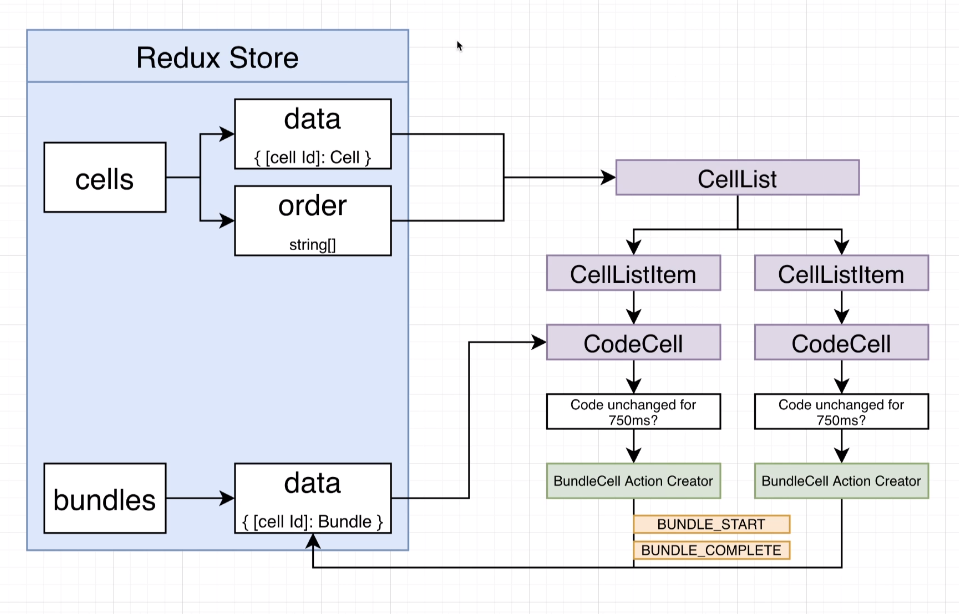 Redux Store
cells
data
{ [cell Id]: Cell }
order
string[]
bundles
data
{ [cell Id]: Bundle }
CellList
CellListItem
CellListItem
CodeCell
CodeCell
Code unchanged for
750ms?
Code unchanged for
750ms?
BundleCell Action Creator
BundleCell Action Creator
BUNDLE_START
BUNDLE_COMPLETE